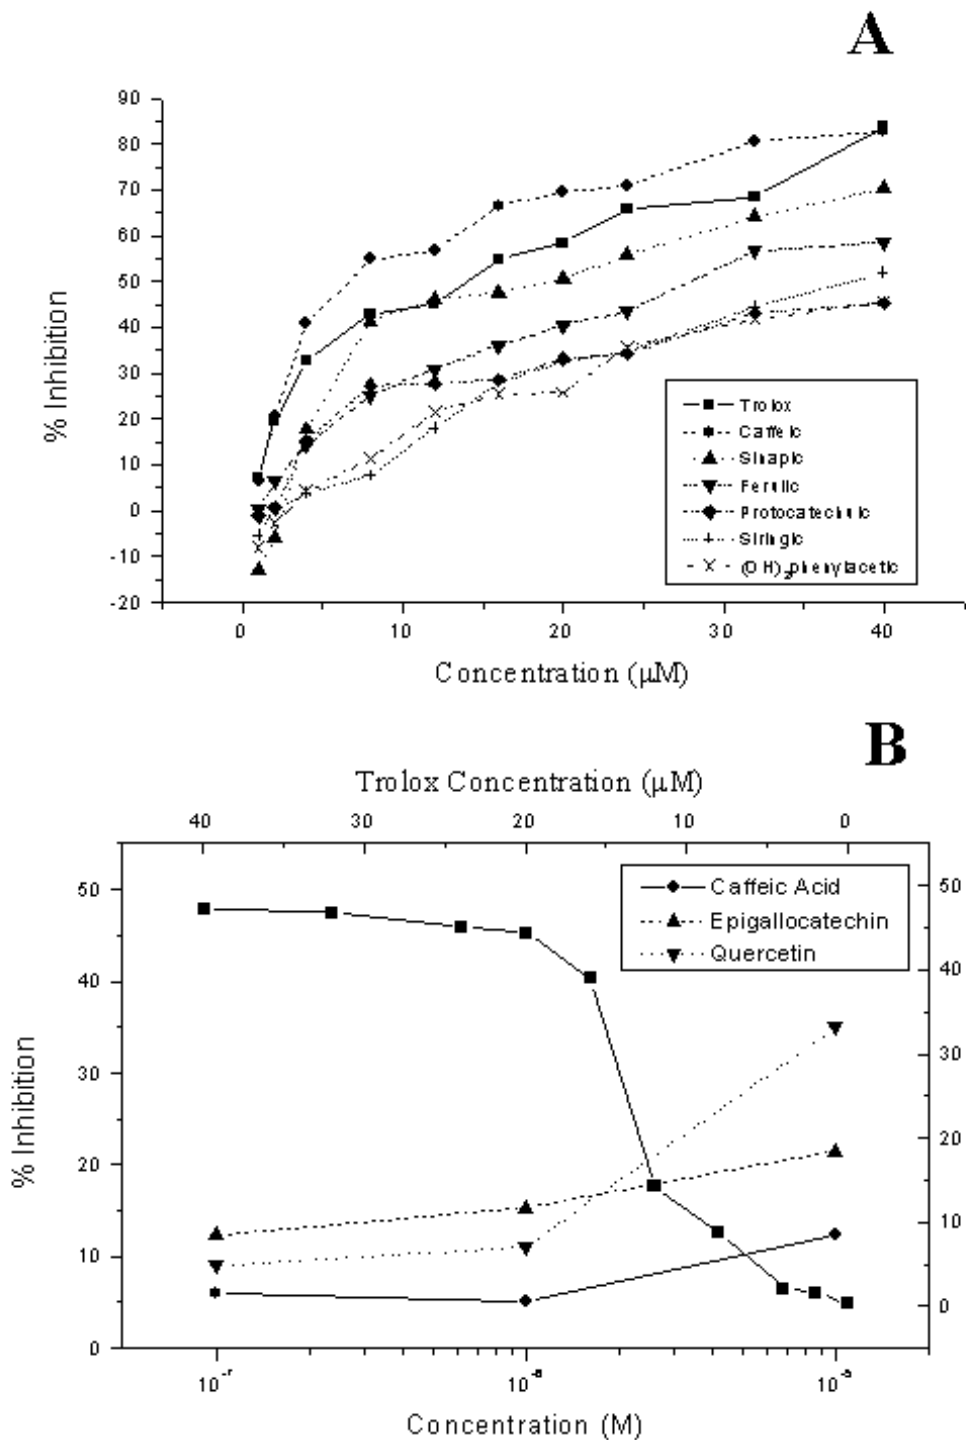 A
90
80
70
60
50
40
30
20
10
0
-10
-20
% Inhibition
Trolox
Caffeic
Sinapic
Ferulic
Protocatechuic
Siringic
(OH)₂phenylacetic
0 10 20 30 40
Concentration (μM)
B
Trolox Concentration (μM)
40 30 20 10 0
Caffeic Acid
Epigallocatechin
Quercetin
50
40
30
20
10
0
% Inhibition
50
40
30
20
10
0
10⁻⁷ 10⁻⁶ 10⁻⁵
Concentration (M)